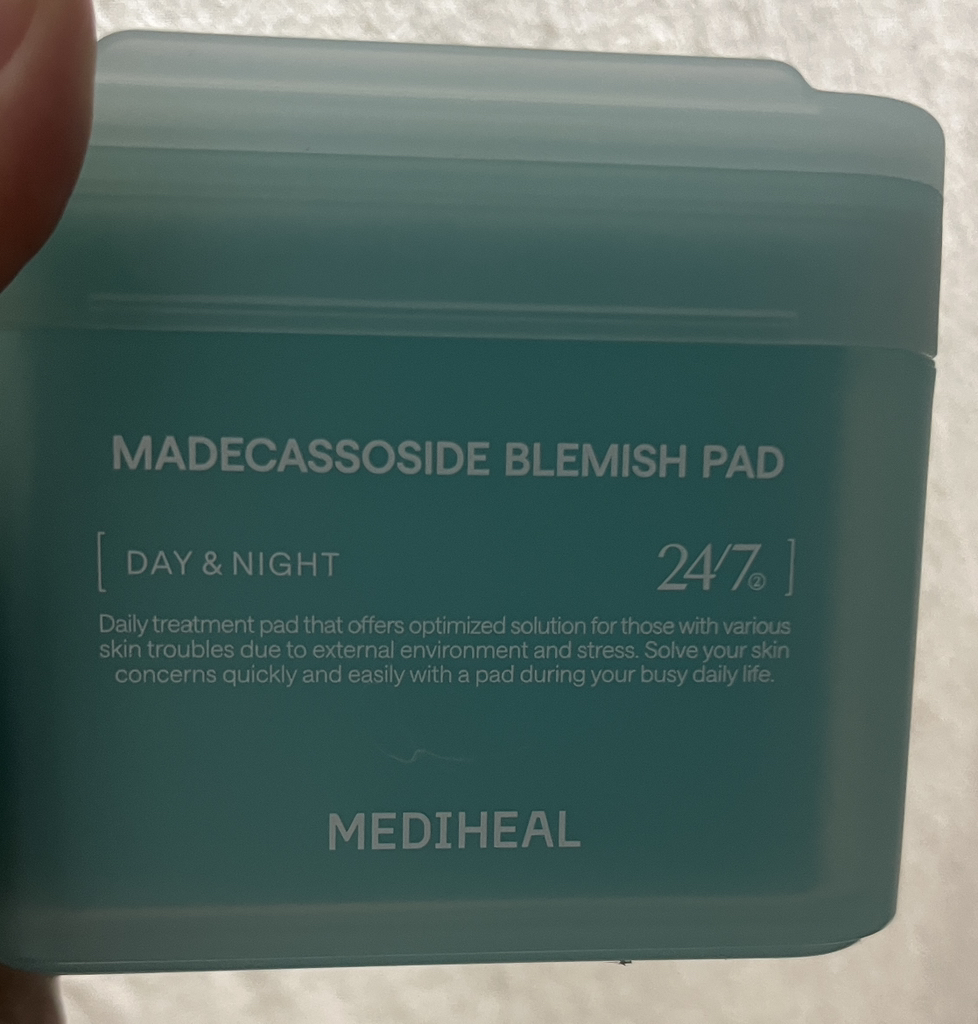 MADECASSOSIDE BLEMISH PAD
[ DAY & NIGHT 24/7② ]
Daily treatment pad that offers optimized solution for those with various
skin troubles due to external environment and stress. Solve your skin
concerns quickly and easily with a pad during your busy daily life.
MEDIHEAL